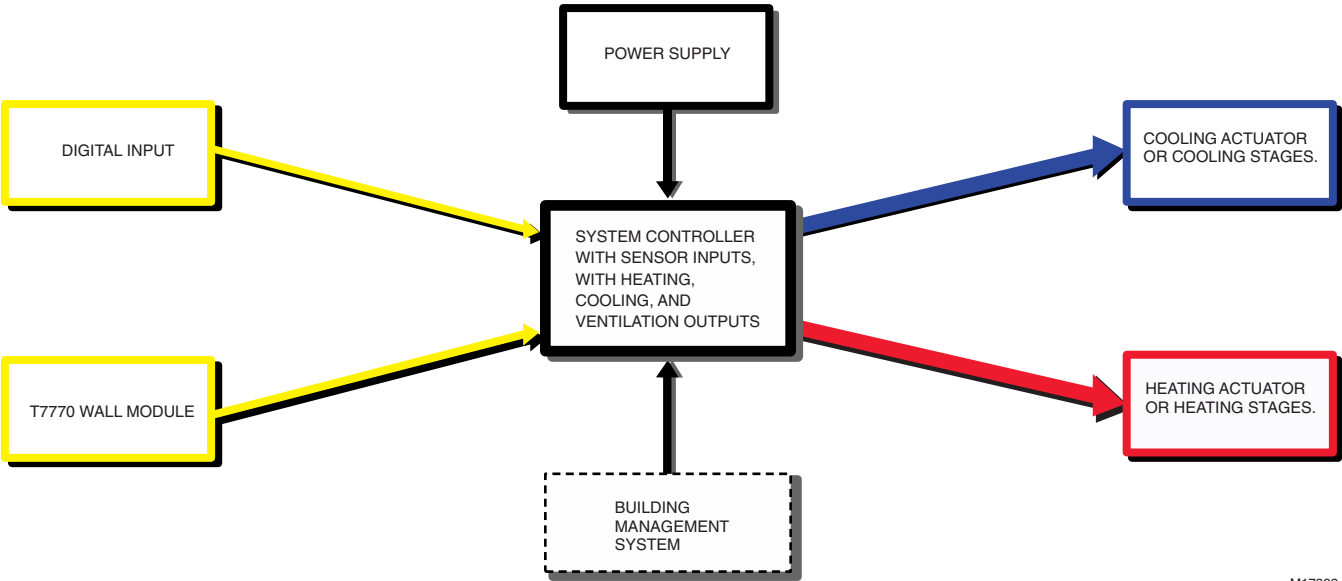 POWER SUPPLY
DIGITAL INPUT
COOLING ACTUATOR
OR COOLING STAGES.
SYSTEM CONTROLLER
WITH SENSOR INPUTS,
WITH HEATING,
COOLING, AND
VENTILATION OUTPUTS
T7770 WALL MODULE
HEATING ACTUATOR
OR HEATING STAGES.
BUILDING
MANAGEMENT
SYSTEM